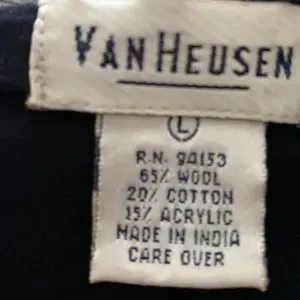 VAN HEUSEN
L
R.N. 94153
65% WOOL
20% COTTON
15% ACRYLIC
MADE IN INDIA
CARE OVER